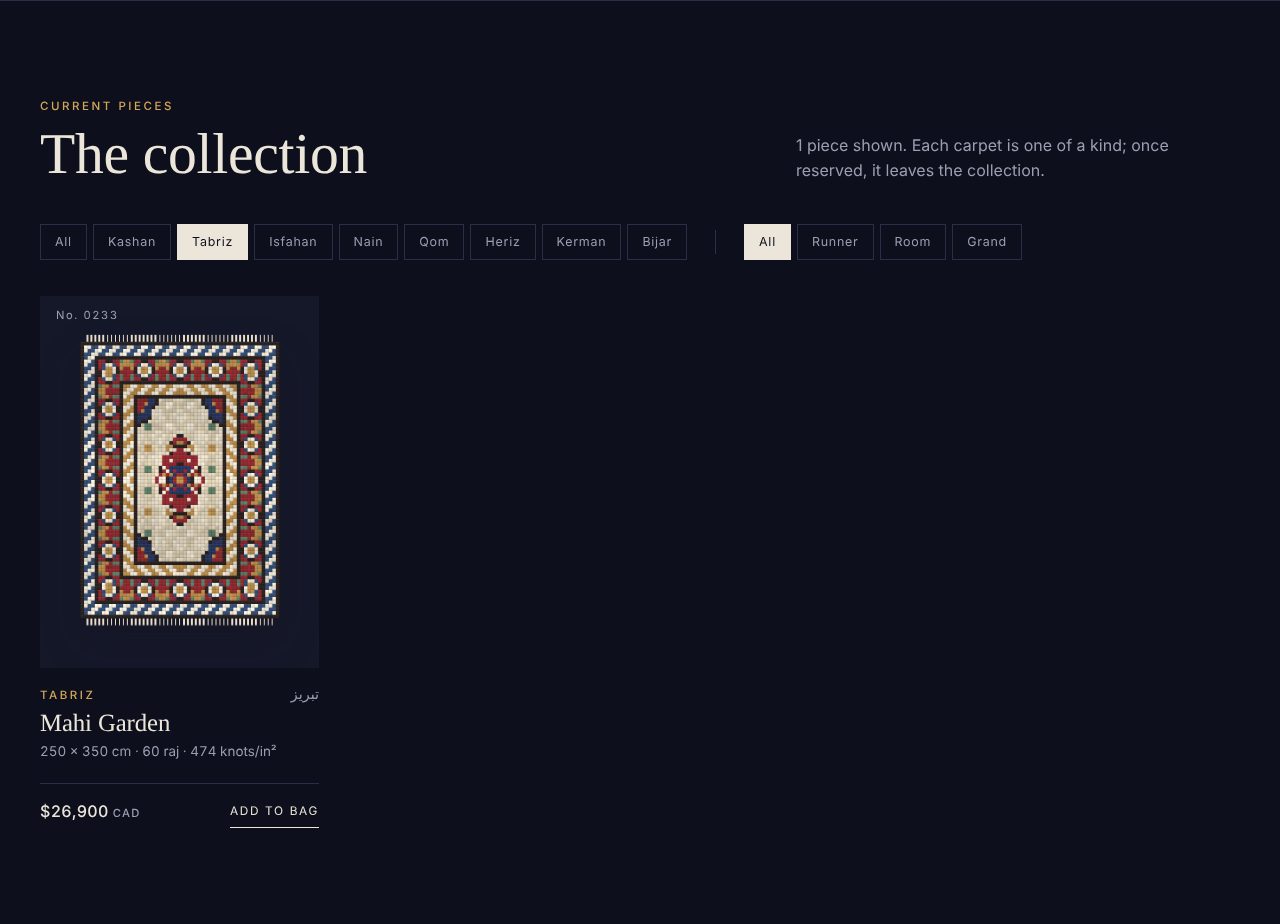 CURRENT PIECES
The collection
1 piece shown. Each carpet is one of a kind; once
reserved, it leaves the collection.
All Kashan Tabriz Isfahan Nain Qom Heriz Kerman Bijar All Runner Room Grand
No. 0233
TABRIZ تبریز
Mahi Garden
250 × 350 cm · 60 raj · 474 knots/in²
$26,900 CAD ADD TO BAG